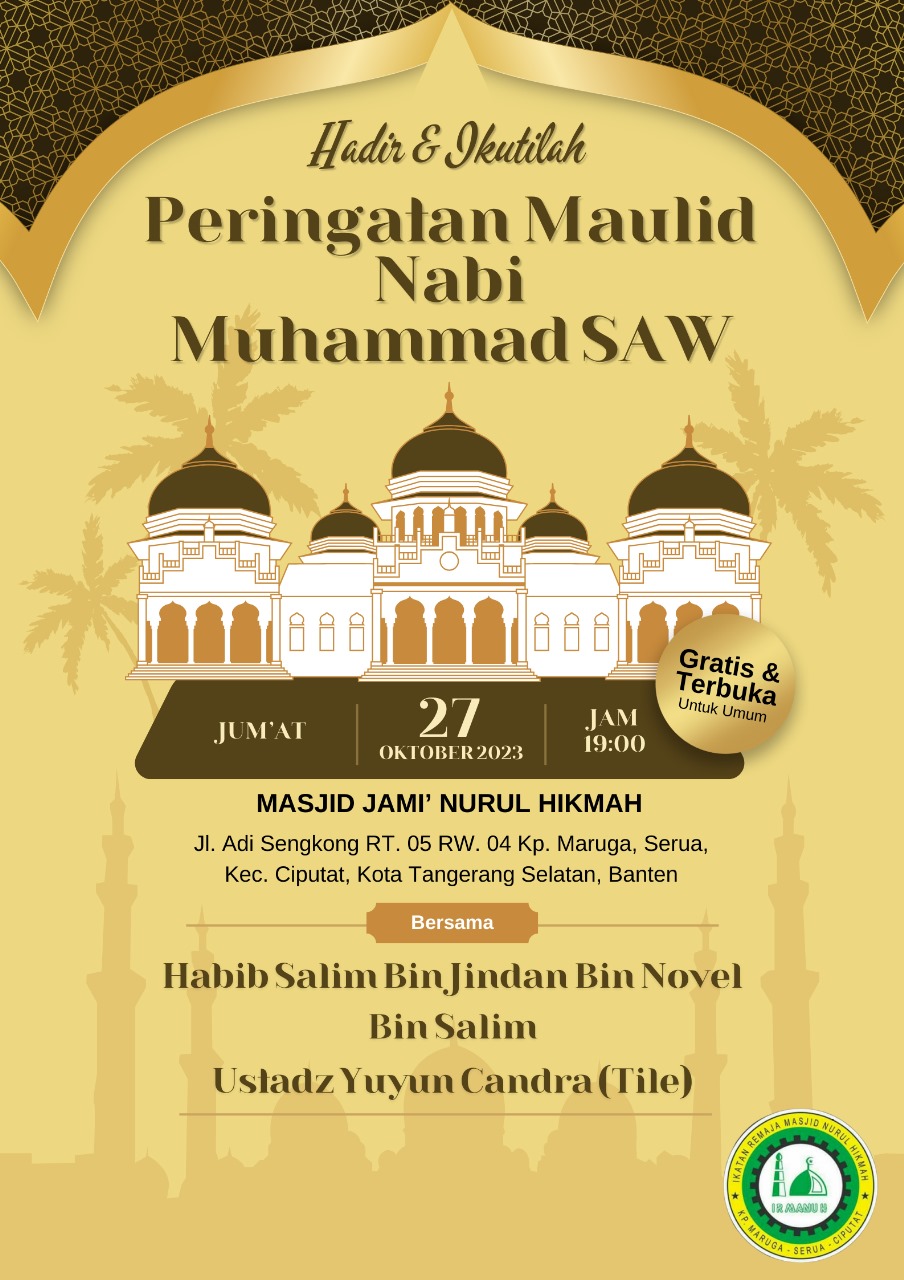 Hadir & Ikutilah
Peringatan Maulid
Nabi
Muhammad SAW
Gratis &
Terbuka
Untuk Umum
JUM'AT
27
OKTOBER 2023
JAM
19:00
MASJID JAMI' NURUL HIKMAH
Jl. Adi Sengkong RT. 05 RW. 04 Kp. Maruga, Serua,
Kec. Ciputat, Kota Tangerang Selatan, Banten
Bersama
Habib Salim Bin Jindan Bin Novel
Bin Salim
Ustadz Yuyun Candra (Tile)
IKATAN REMAJA MASJID NURUL HIKMAH
IRMANUH
KP. MARUGA - SERUA - CIPUTAT